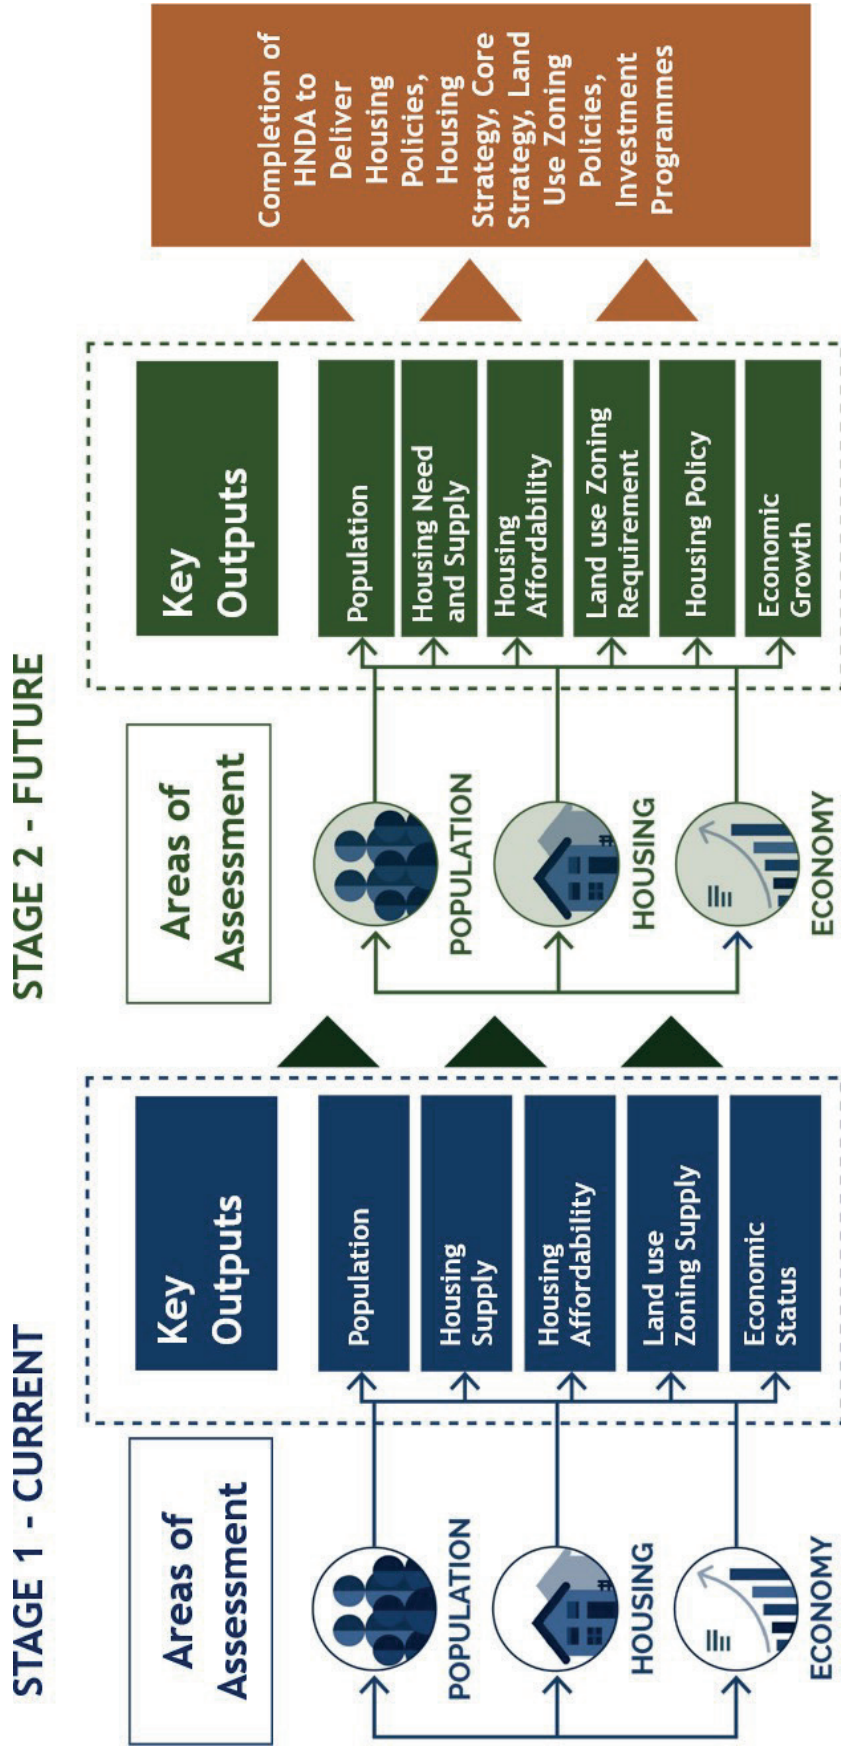 STAGE 1 - CURRENT
Areas of
Assessment
POPULATION
HOUSING
ECONOMY
Key
Outputs
Population
Housing
Supply
Housing
Affordability
Land use
Zoning Supply
Economic
Status
STAGE 2 - FUTURE
Areas of
Assessment
POPULATION
HOUSING
ECONOMY
Key
Outputs
Population
Housing Need
and Supply
Housing
Affordability
Land use Zoning
Requirement
Housing Policy
Economic
Growth
Completion of
HNDA to
Deliver
Housing
Policies,
Housing
Strategy, Core
Strategy, Land
Use Zoning
Policies,
Investment
Programmes